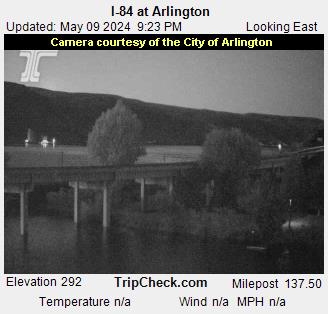 I-84 at Arlington
Updated: May 09 2024 9:23 PM Looking East
Camera courtesy of the City of Arlington
Elevation 292 TripCheck.com Milepost 137.50
Temperature n/a Wind n/a MPH n/a